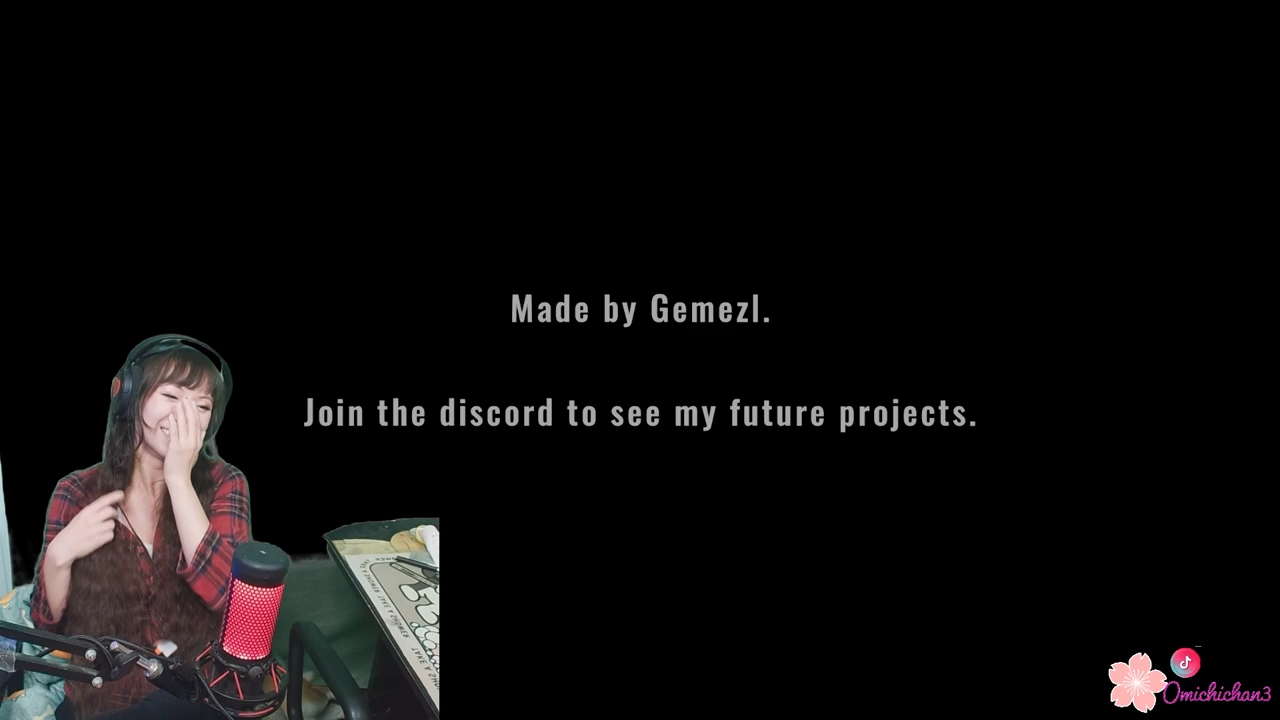 Made by Gemezl.
Join the discord to see my future projects.
Omichichan3